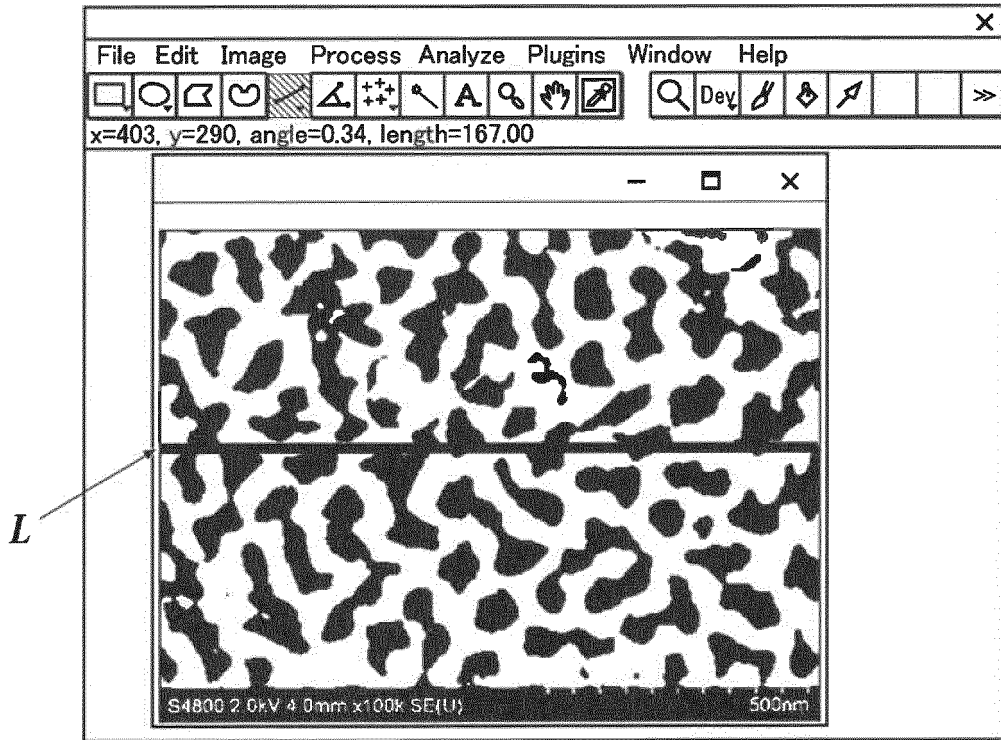 File Edit Image Process Analyze Plugins Window Help
A Dev >>
x=403, y=290, angle=0.34, length=167.00
L
S4800 2.0kV 4.0mm x100k SE(U) 500nm